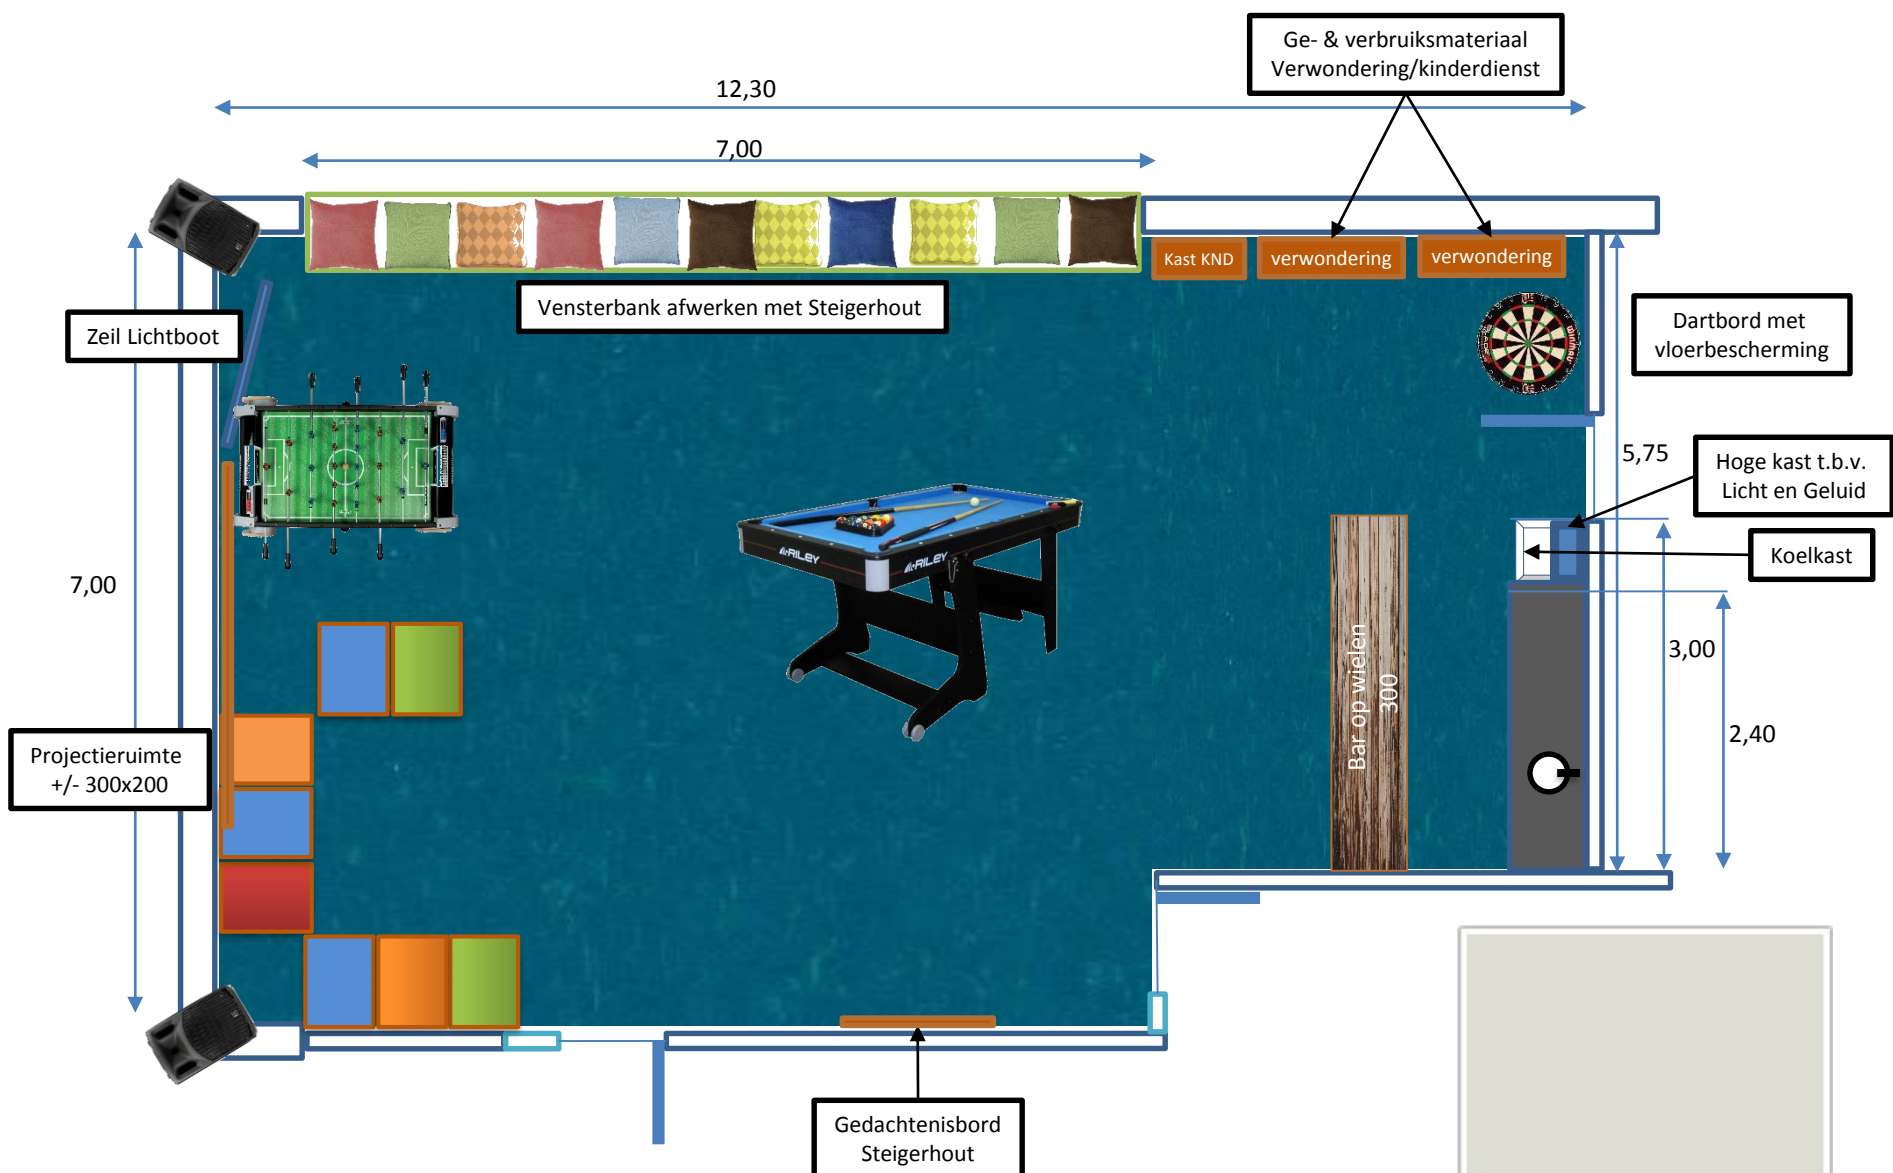 Ge- & verbruiksmateriaal
Verwondering/kinderdienst
12,30
7,00
Kast KND
verwondering
verwondering
Vensterbank afwerken met Steigerhout
Zeil Lichtboot
Dartbord met
vloerbescherming
5,75
Hoge kast t.b.v.
Licht en Geluid
Koelkast
7,00
RILEY
RILEY
Bar op wielen
300
3,00
2,40
Projectieruimte
+/- 300x200
Gedachtenisbord
Steigerhout